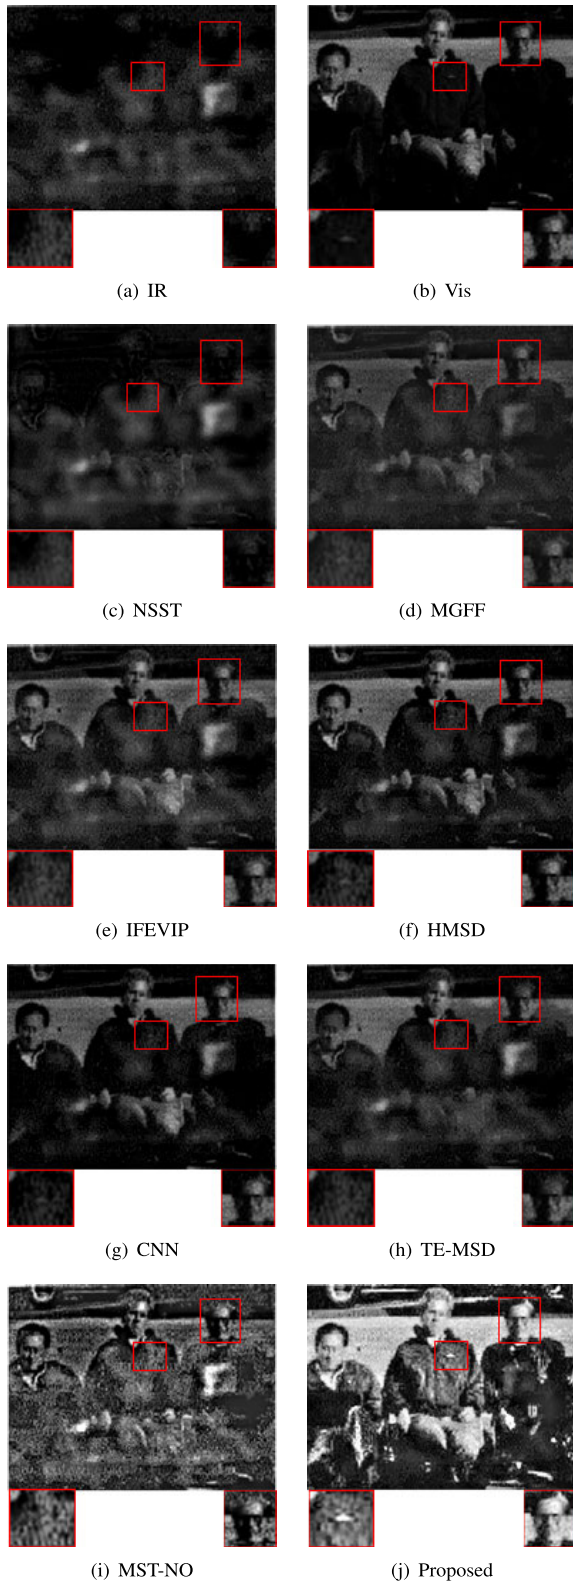 (a) IR
(b) Vis
(c) NSST
(d) MGFF
(e) IFEVIP
(f) HMSD
(g) CNN
(h) TE-MSD
(i) MST-NO
(j) Proposed